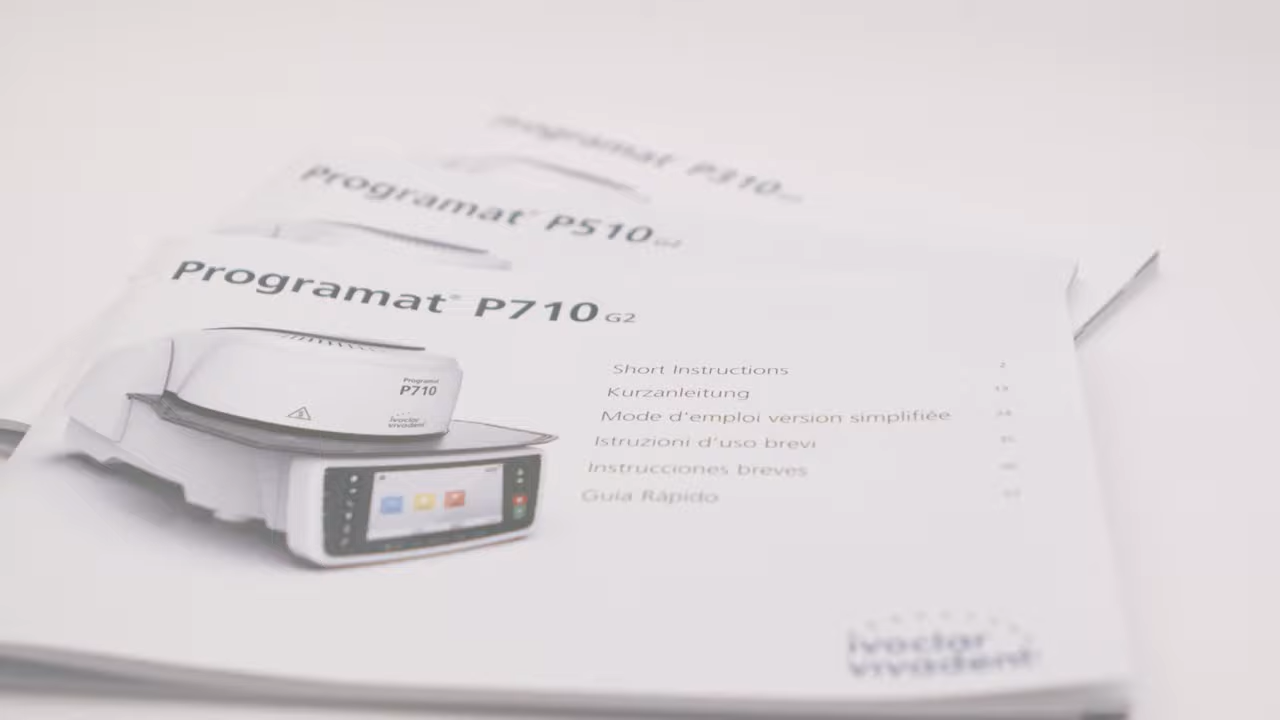 Programat P310
Programat® P510 G2
Programat® P710 G2
Programat
P710
ivoclar
vivadent
Short Instructions 2
Kurzanleitung
Mode d'emploi version simplifiée
Istruzioni d'uso brevi
Instrucciones breves
Guia Rápido
ivoclar
vivadent